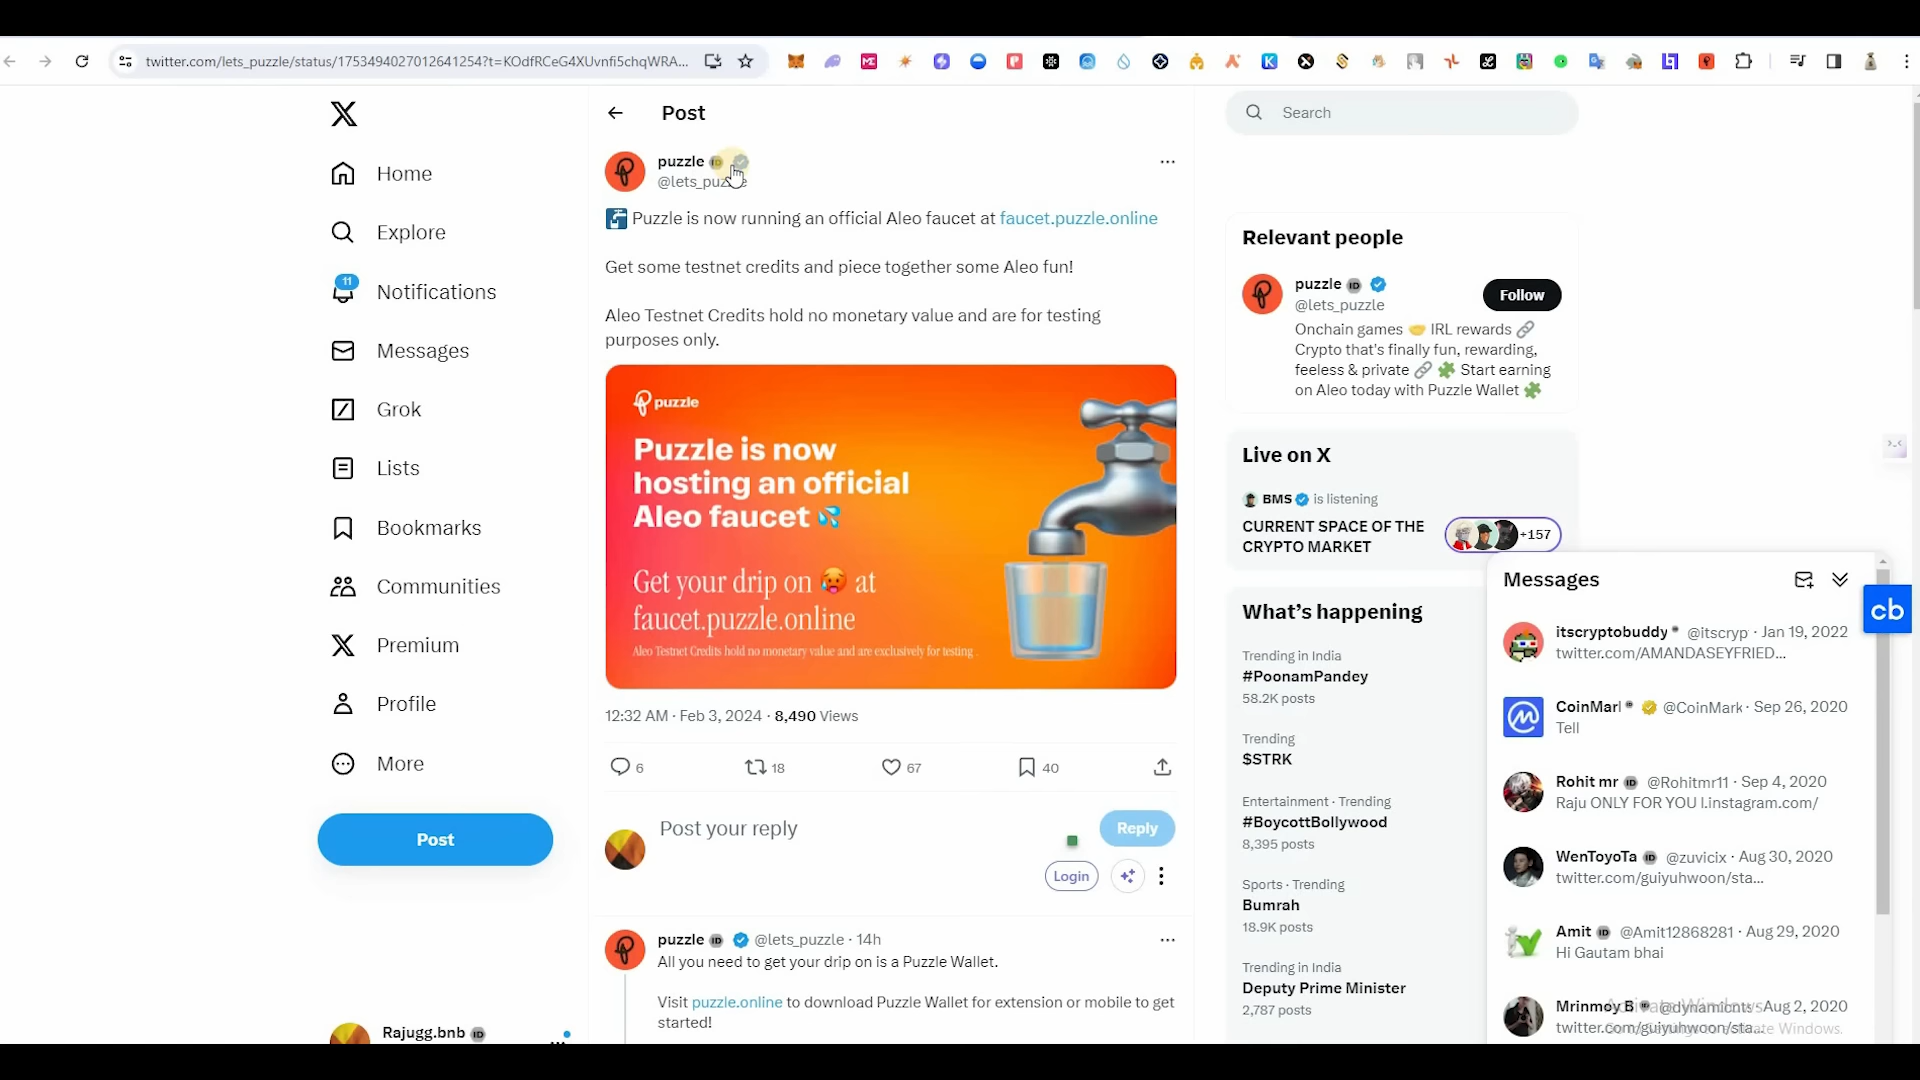 twitter.com/lets_puzzle/status/1753494027012641254?t=KOdfRCeG4XUvnfi5chqWRA...
Home
Explore
11
Notifications
Messages
Grok
Lists
Bookmarks
Communities
Premium
Profile
More
Post
Rajugg.bnb
Post
puzzle
@lets_puzzle
Puzzle is now running an official Aleo faucet at faucet.puzzle.online
Get some testnet credits and piece together some Aleo fun!
Aleo Testnet Credits hold no monetary value and are for testing
purposes only.
puzzle
Puzzle is now
hosting an official
Aleo faucet
Get your drip on 🥵 at
faucet.puzzle.online
Aleo Testnet Credits hold no monetary value and are exclusively for testing
12:32 AM · Feb 3, 2024 · 8,490 Views
6
18
67
40
Post your reply
Reply
Login
puzzle @lets_puzzle · 14h
All you need to get your drip on is a Puzzle Wallet.
Visit puzzle.online to download Puzzle Wallet for extension or mobile to get
started!
Search
Relevant people
puzzle
@lets_puzzle
Follow
Onchain games 🤝 IRL rewards 🔗
Crypto that's finally fun, rewarding,
feeless & private 🔗 🧩 Start earning
on Aleo today with Puzzle Wallet 🧩
Live on X
BMS is listening
CURRENT SPACE OF THE
CRYPTO MARKET
+157
What's happening
Trending in India
#PoonamPandey
58.2K posts
Trending
$STRK
Entertainment · Trending
#BoycottBollywood
8,395 posts
Sports · Trending
Bumrah
18.9K posts
Trending in India
Deputy Prime Minister
2,787 posts
Messages
cb
itscryptobuddy @itscryp · Jan 19, 2022
twitter.com/AMANDASEYFRIED...
CoinMarl @CoinMark · Sep 26, 2020
Tell
Rohit mr @Rohitmr11 · Sep 4, 2020
Raju ONLY FOR YOU l.instagram.com/
WenToyoTa @zuvicix · Aug 30, 2020
twitter.com/guiyuhwoon/sta...
Amit @Amit12868281 · Aug 29, 2020
Hi Gautam bhai
Mrinmoy B @dynamicnts · Aug 2, 2020
twitter.com/guiyuhwoon/sta...
Activate Windows
Go to Settings to activate Windows.